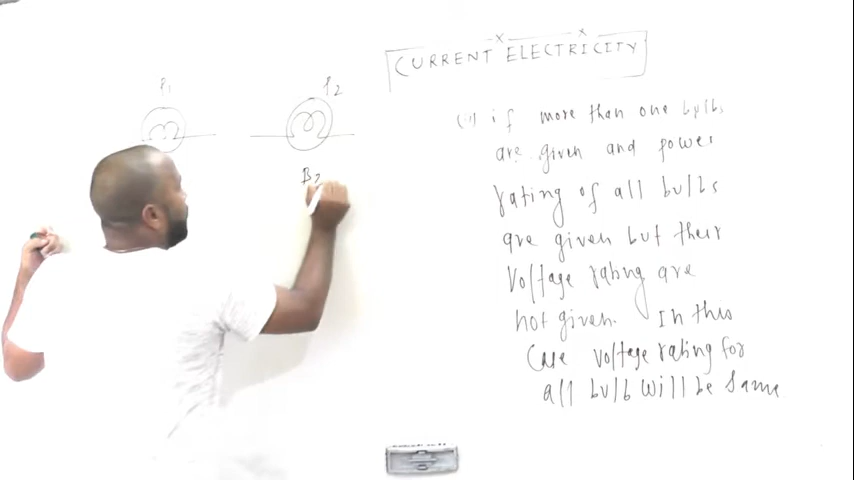 CURRENT ELECTRICITY
P1
P2
B2
if more than one bulbs
are given and power
rating of all bulbs
are given but their
voltage rating are
not given. In this
case voltage rating for
all bulb will be same